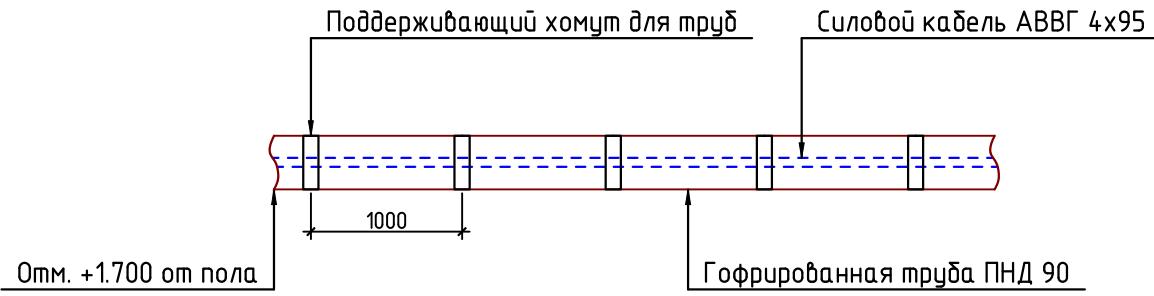 Поддерживающий хомут для труб
Силовой кабель АВВГ 4х95
1000
Отм. +1.700 от пола
Гофрированная труба ПНД 90